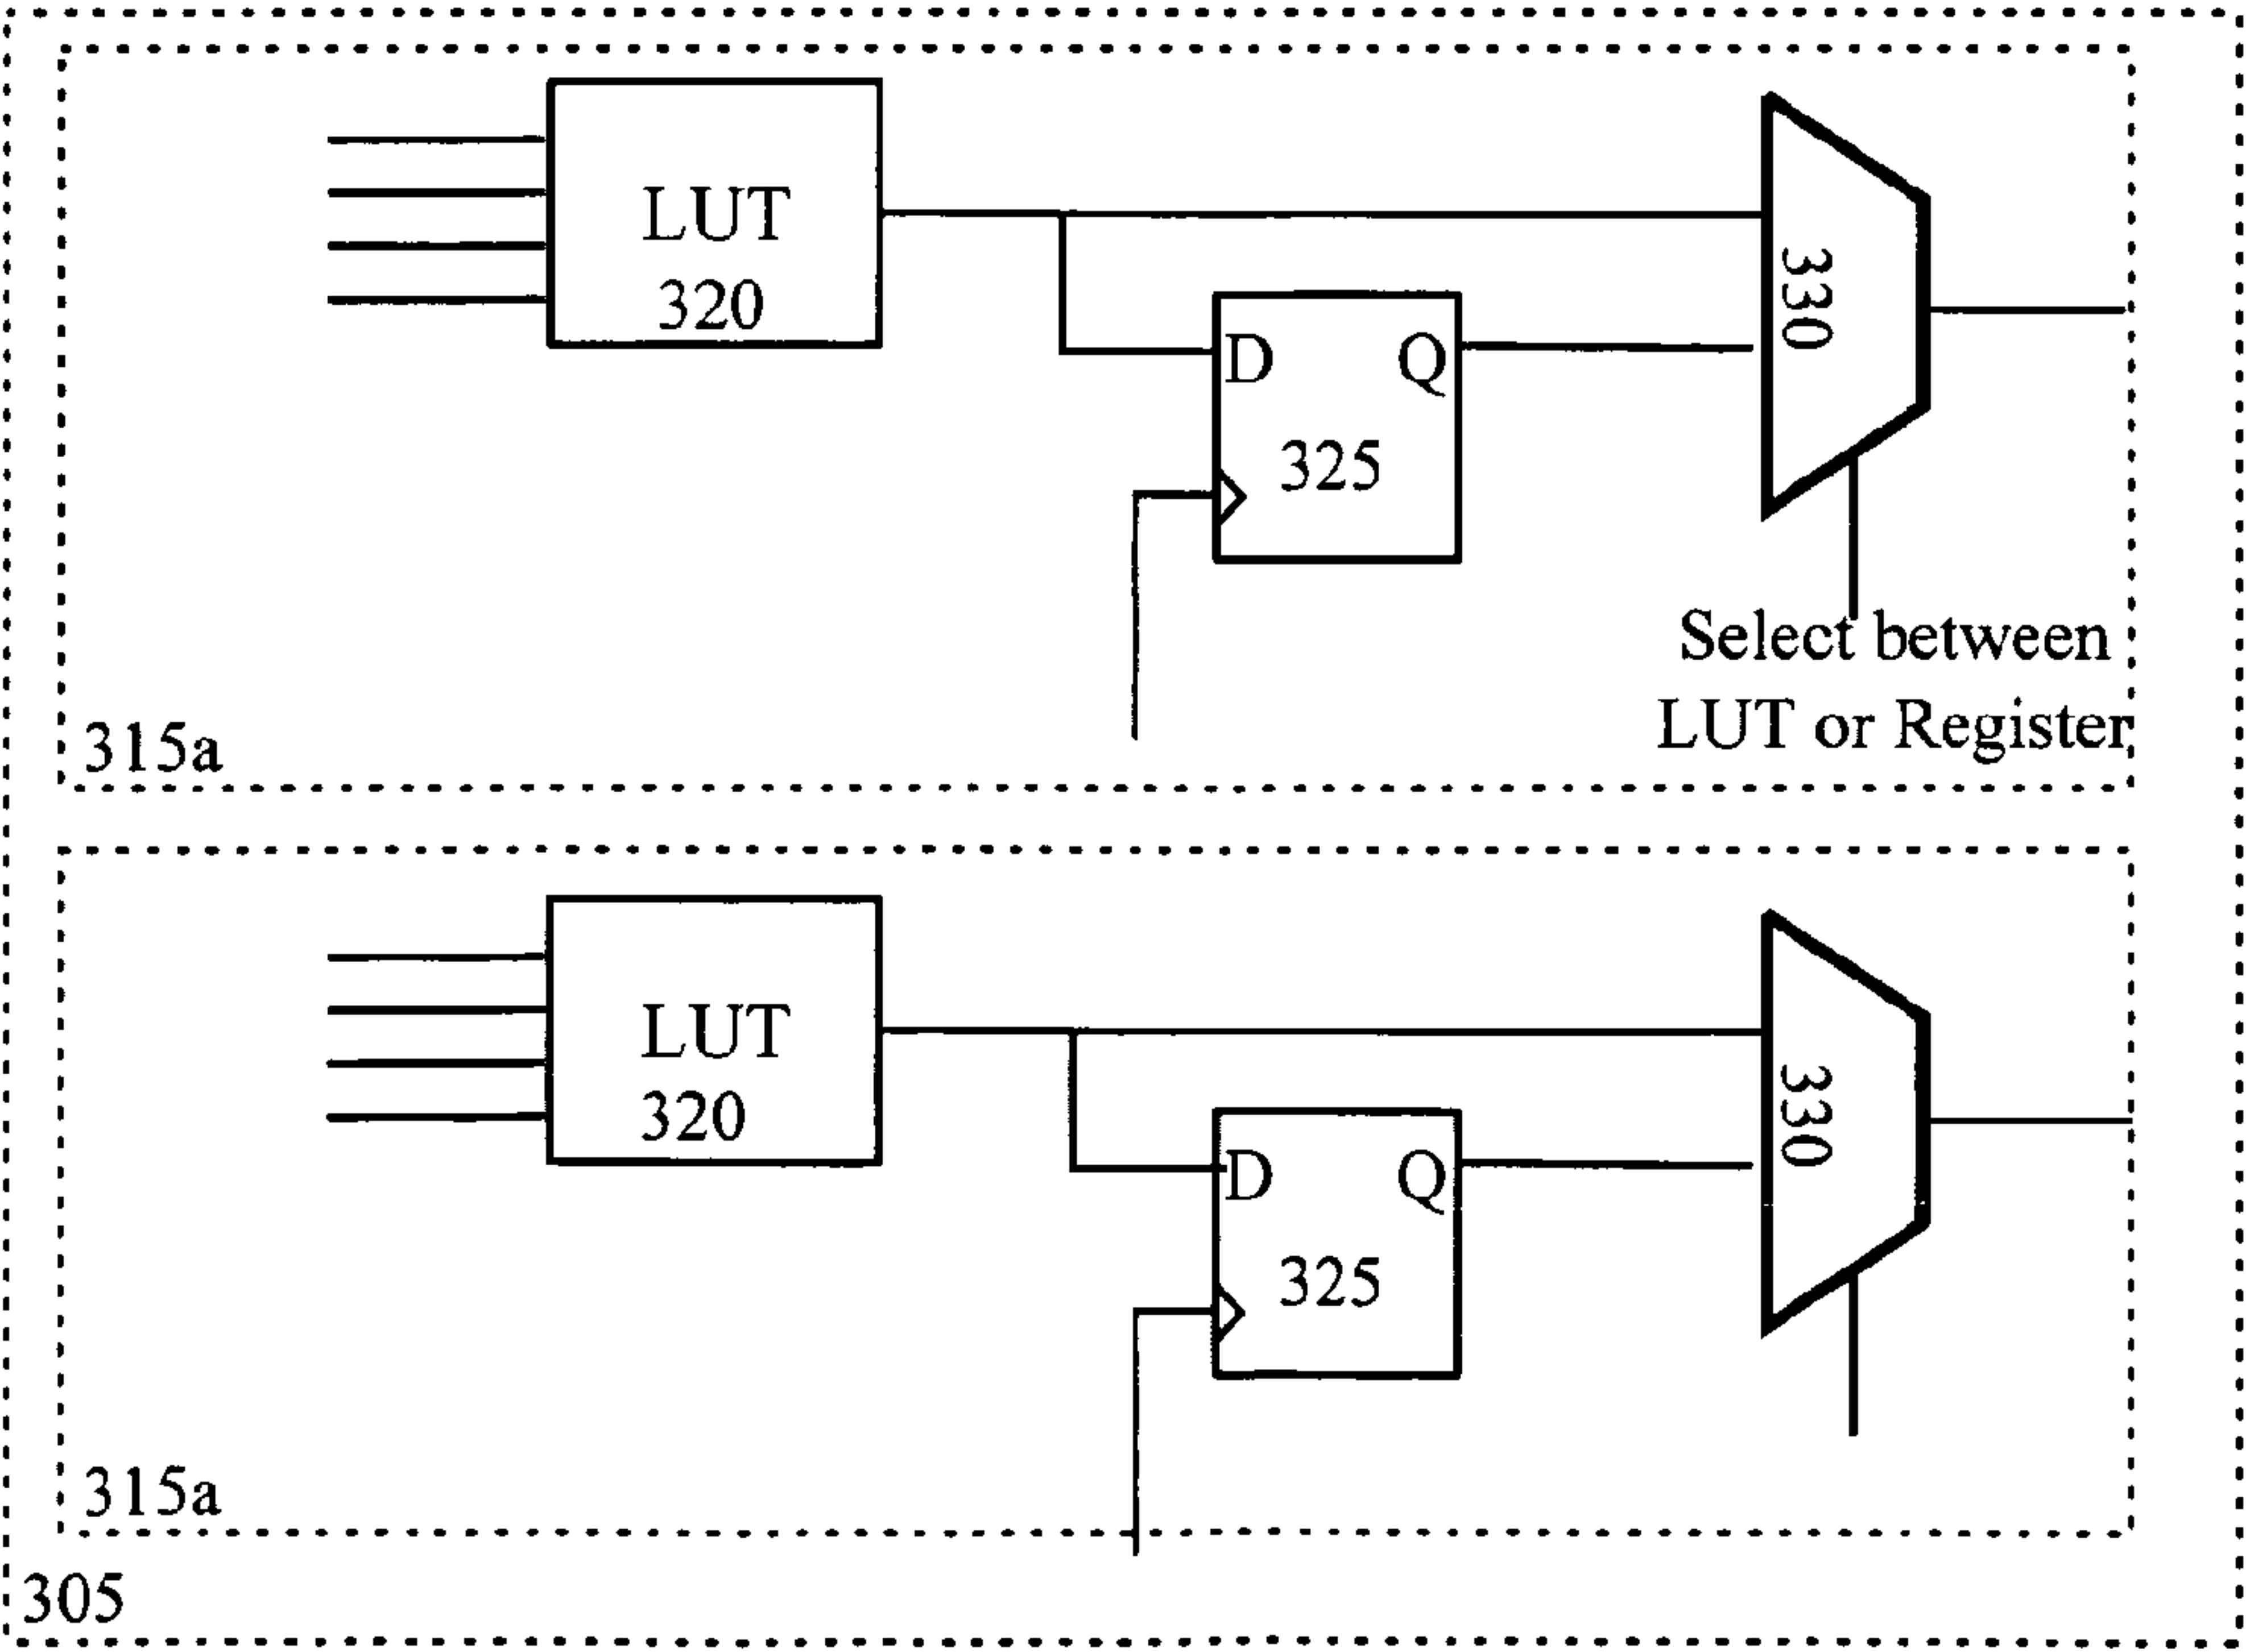 LUT
320
330
D
Q
325
Select between
LUT or Register
315a
LUT
320
330
D
Q
325
315a
305